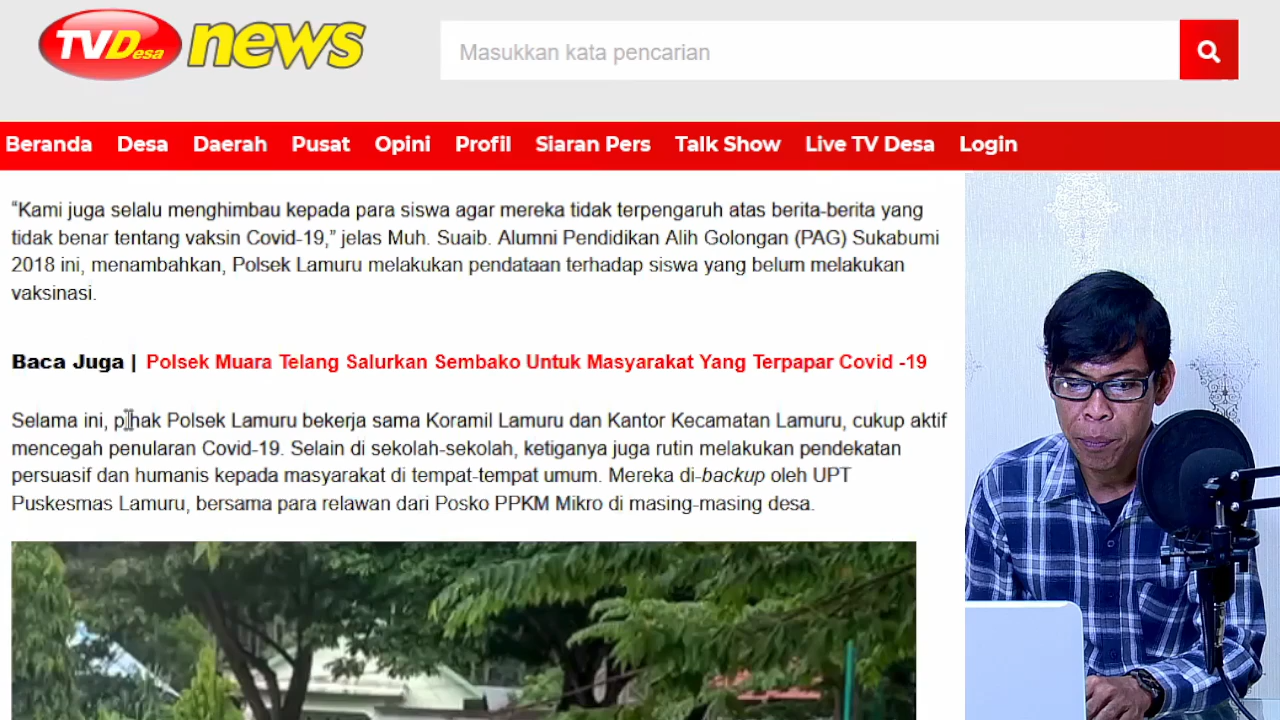 TVDesa news
Masukkan kata pencarian
Beranda Desa Daerah Pusat Opini Profil Siaran Pers Talk Show Live TV Desa Login
“Kami juga selalu menghimbau kepada para siswa agar mereka tidak terpengaruh atas berita-berita yang
tidak benar tentang vaksin Covid-19,” jelas Muh. Suaib. Alumni Pendidikan Alih Golongan (PAG) Sukabumi
2018 ini, menambahkan, Polsek Lamuru melakukan pendataan terhadap siswa yang belum melakukan
vaksinasi.
Baca Juga | Polsek Muara Telang Salurkan Sembako Untuk Masyarakat Yang Terpapar Covid -19
Selama ini, pihak Polsek Lamuru bekerja sama Koramil Lamuru dan Kantor Kecamatan Lamuru, cukup aktif
mencegah penularan Covid-19. Selain di sekolah-sekolah, ketiganya juga rutin melakukan pendekatan
persuasif dan humanis kepada masyarakat di tempat-tempat umum. Mereka di-backup oleh UPT
Puskesmas Lamuru, bersama para relawan dari Posko PPKM Mikro di masing-masing desa.